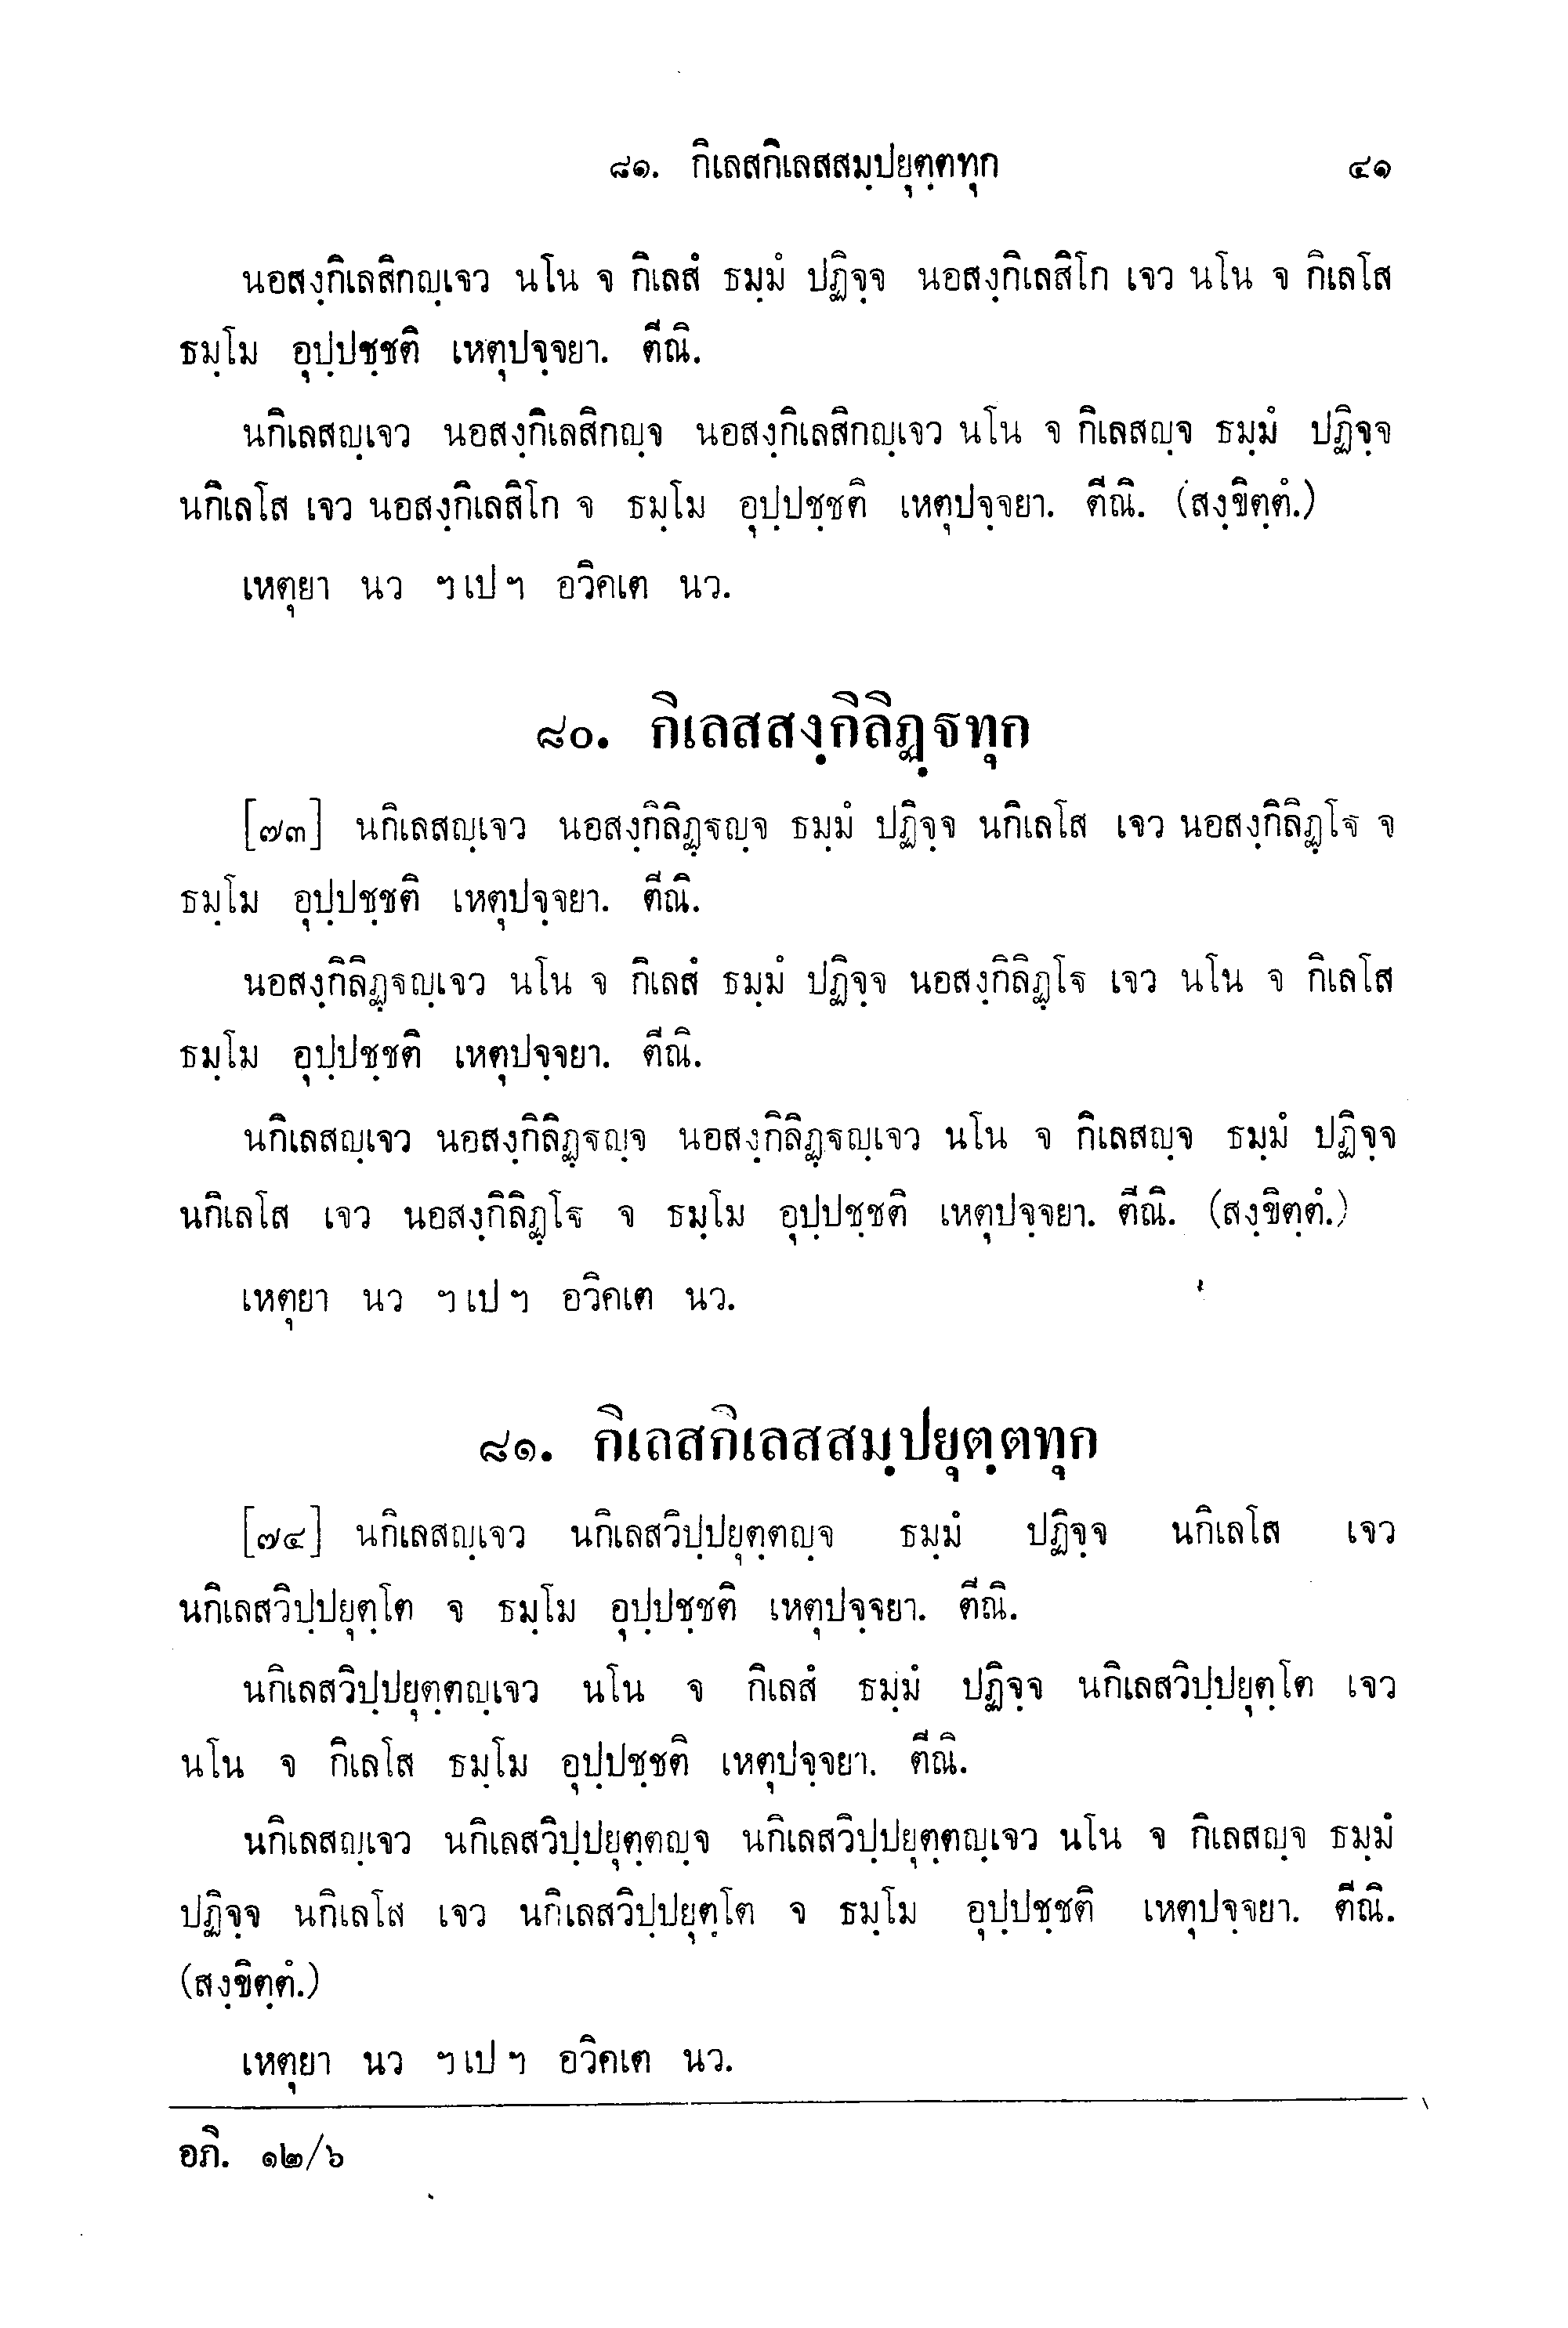 ๘๑. กิเลสกิเลสสมฺปยุตฺตทุก ๔๑
นอสงฺกิเลสิกญฺเจว นโน จ กิเลสํ ธมฺมํ ปฏิจฺจ นอสงฺกิเลสิโก เจว นโน จ กิเลโส
ธมฺโม อุปฺปชฺชติ เหตุปจฺจยา. ตีณิ.
นกิเลสญฺเจว นอสงฺกิเลสิกญฺจ นอสงฺกิเลสิกญฺเจว นโน จ กิเลสญฺจ ธมฺมํ ปฏิจฺจ
นกิเลโส เจว นอสงฺกิเลสิโก จ ธมฺโม อุปฺปชฺชติ เหตุปจฺจยา. ตีณิ. (สงฺขิตฺตํ.)
เหตุยา นว ฯ เป ฯ อวิคเต นว.
๘๐. กิเลสสงฺกิลิฏฺฐทุก
[๗๓] นกิเลสญฺเจว นอสงฺกิลิฏฺฐญฺจ ธมฺมํ ปฏิจฺจ นกิเลโส เจว นอสงฺกิลิฏฺโฐ จ
ธมฺโม อุปฺปชฺชติ เหตุปจฺจยา. ตีณิ.
นอสงฺกิลิฏฺฐญฺเจว นโน จ กิเลสํ ธมฺมํ ปฏิจฺจ นอสงฺกิลิฏฺโฐ เจว นโน จ กิเลโส
ธมฺโม อุปฺปชฺชติ เหตุปจฺจยา. ตีณิ.
นกิเลสญฺเจว นอสงฺกิลิฏฺฐญฺจ นอสงฺกิลิฏฺฐญฺเจว นโน จ กิเลสญฺจ ธมฺมํ ปฏิจฺจ
นกิเลโส เจว นอสงฺกิลิฏฺโฐ จ ธมฺโม อุปฺปชฺชติ เหตุปจฺจยา. ตีณิ. (สงฺขิตฺตํ.)
เหตุยา นว ฯ เป ฯ อวิคเต นว.
๘๑. กิเลสกิเลสสมฺปยุตฺตทุก
[๗๔] นกิเลสญฺเจว นกิเลสวิปฺปยุตฺตญฺจ ธมฺมํ ปฏิจฺจ นกิเลโส เจว
นกิเลสวิปฺปยุตฺโต จ ธมฺโม อุปฺปชฺชติ เหตุปจฺจยา. ตีณิ.
นกิเลสวิปฺปยุตฺตญฺเจว นโน จ กิเลสํ ธมฺมํ ปฏิจฺจ นกิเลสวิปฺปยุตฺโต เจว
นโน จ กิเลโส ธมฺโม อุปฺปชฺชติ เหตุปจฺจยา. ตีณิ.
นกิเลสญฺเจว นกิเลสวิปฺปยุตฺตญฺจ นกิเลสวิปฺปยุตฺตญฺเจว นโน จ กิเลสญฺจ ธมฺมํ
ปฏิจฺจ นกิเลโส เจว นกิเลสวิปฺปยุตฺโต จ ธมฺโม อุปฺปชฺชติ เหตุปจฺจยา. ตีณิ.
(สงฺขิตฺตํ.)
เหตุยา นว ฯ เป ฯ อวิคเต นว.
อภิ. ๑๒/๖